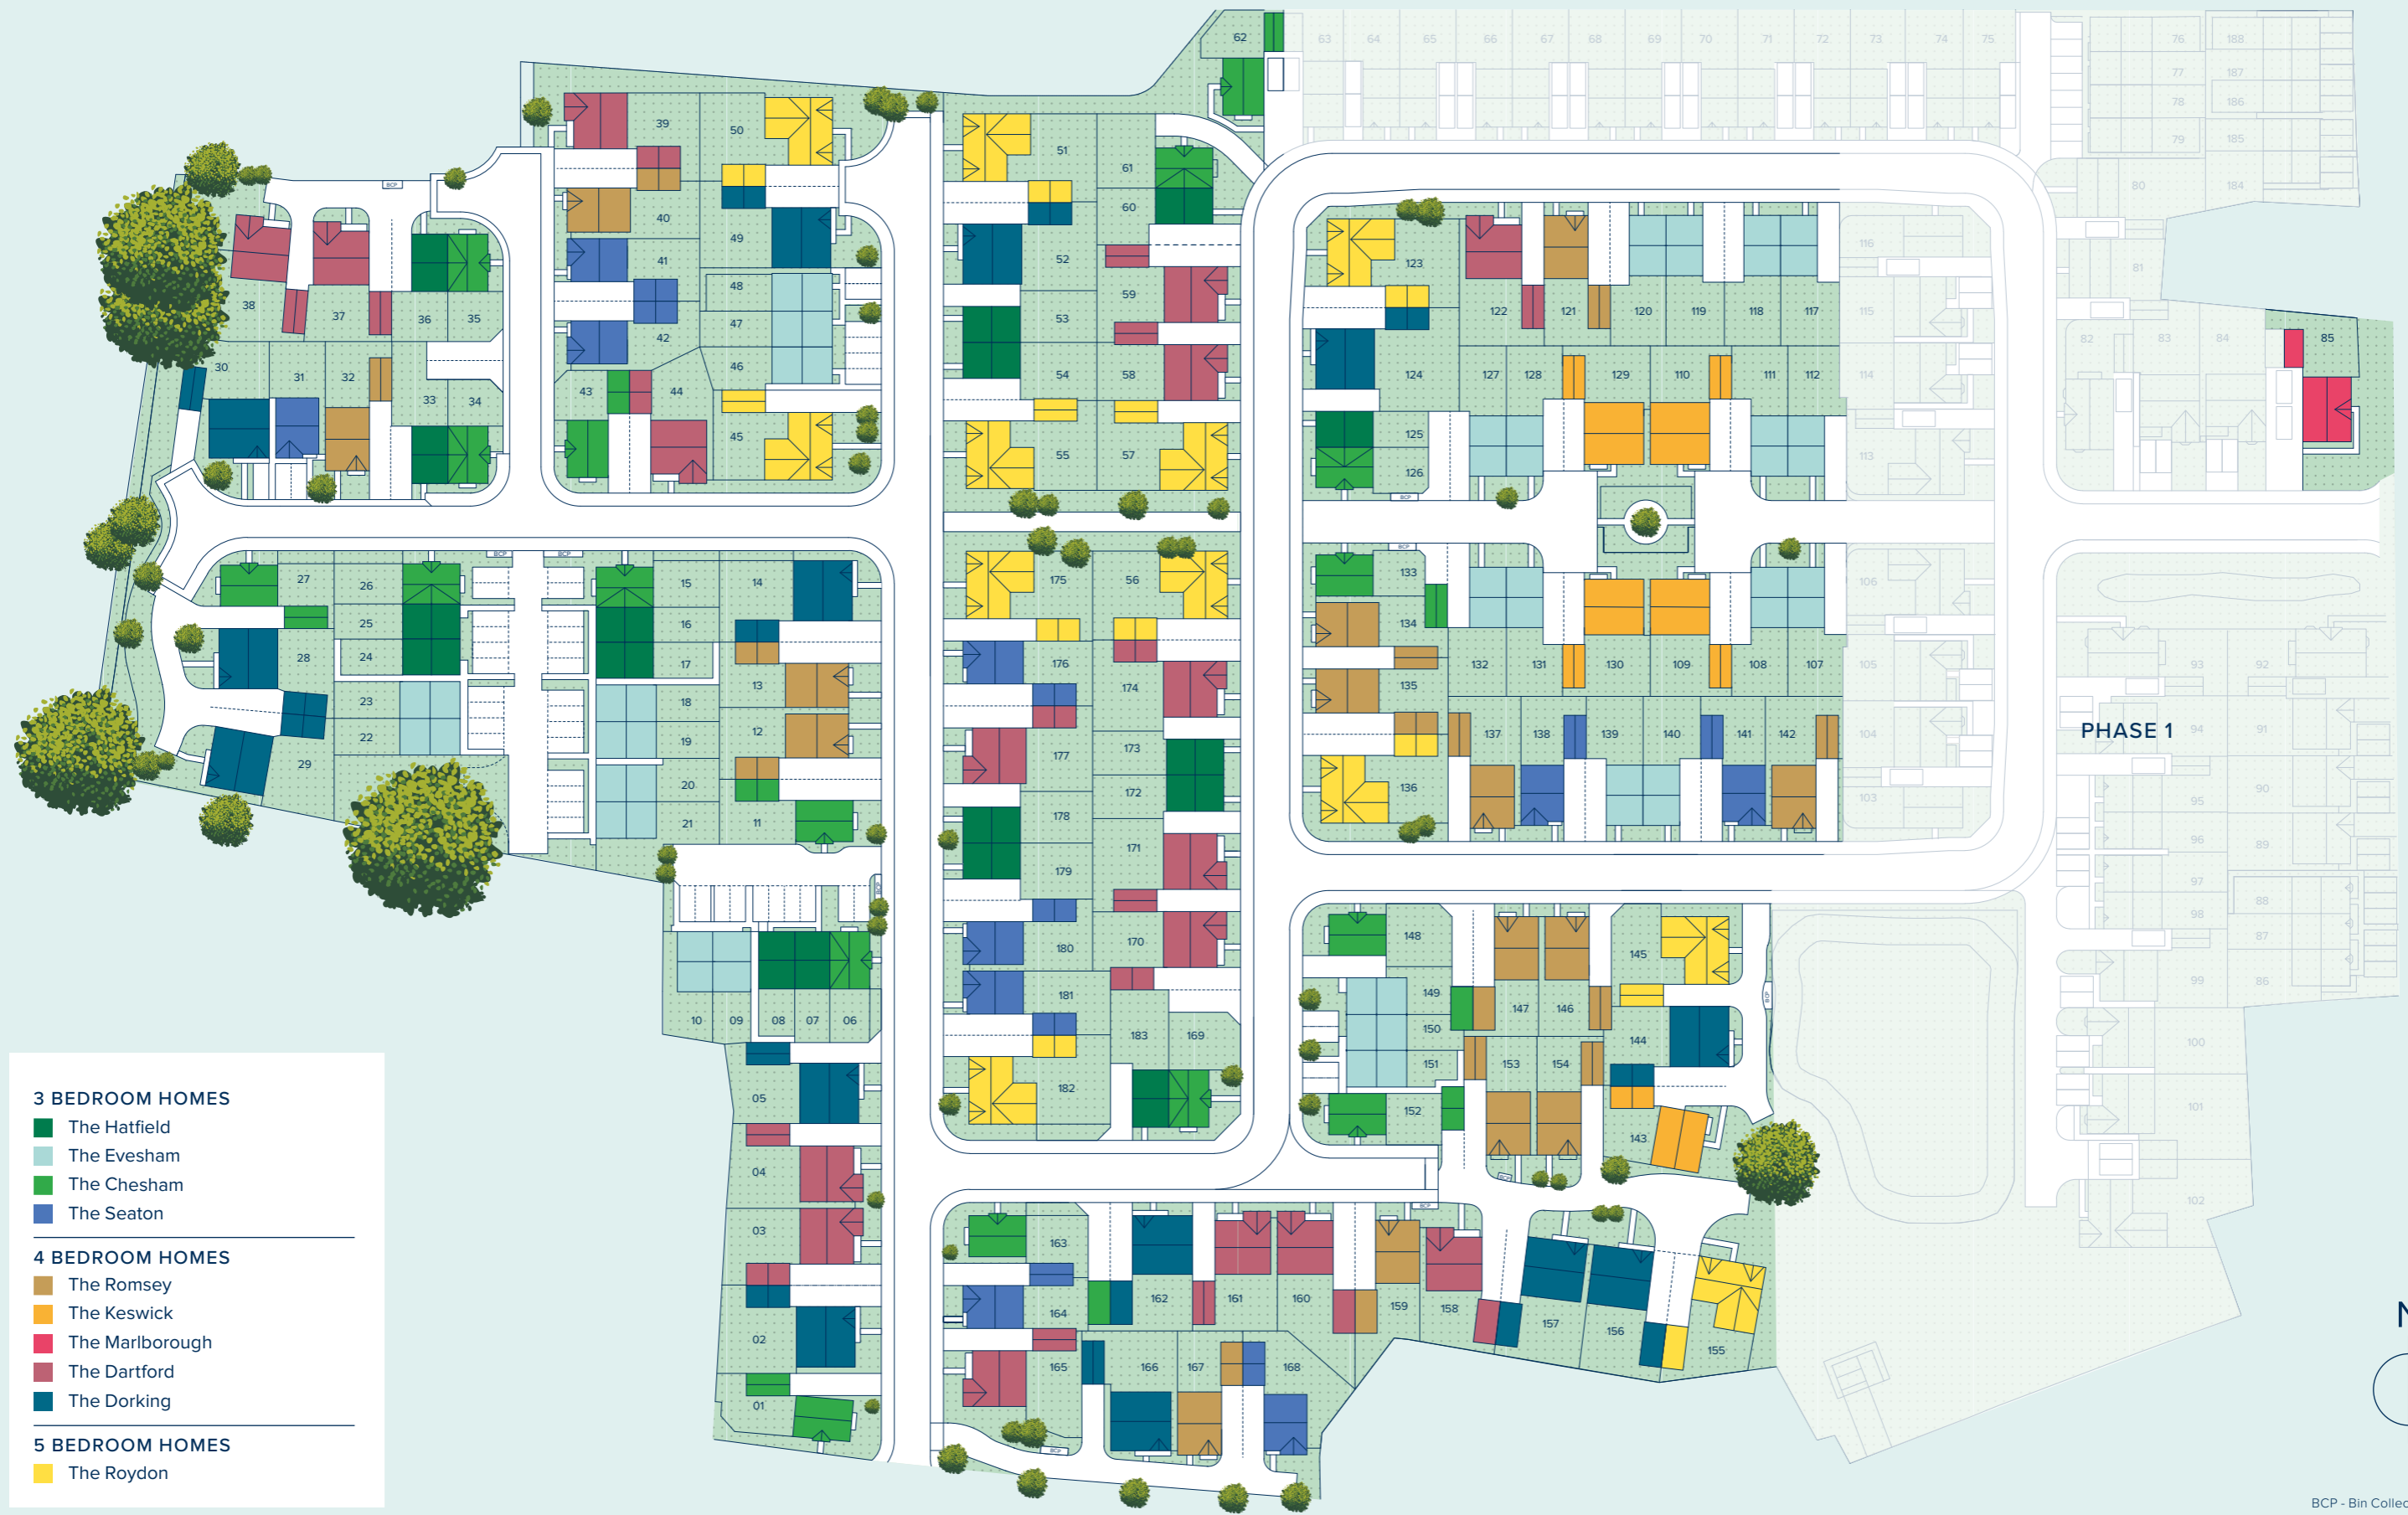 62
63 64 65 66 67 68 69 70 71 72 73 74 75
76 188
77 187
78 186
79 185
80 184
39 50
51 61
40 60
49
41 52
48
BCP
38 37 36 35
47 59
53
42
46
30 31 32
43 44 54 58
33 34
45 55 57
123 122 121 120 119 118 117
116
115
124 127 128 129 110 111 112
114
125
126
113
BCP
81
82 83 84
85
BCP BCP
27 26 15 14
175 56
25 16
24 28 17
176
13 174
23 18
22 19 12
173
29
177
20 172
21 11
178
171
179
BCP
133
134
106
132 131 130 109 108 107
105
135
137 138 139 140 141 142
104
136
103
93 92
PHASE 1
94 91
95 90
96 89
97
98 88
87
99 86
100
101
102
180 170
181
183 169
182
BCP
10 09 08 07 06
05
04
03
02
01
148 145
149 147 146
150 144
BCP
151 153 154
152 143
BCP
BCP
163 162 161 160 159 158
164 157 156 155
165 166 167 168
BCP
3 BEDROOM HOMES
The Hatfield
The Evesham
The Chesham
The Seaton
4 BEDROOM HOMES
The Romsey
The Keswick
The Marlborough
The Dartford
The Dorking
5 BEDROOM HOMES
The Roydon
N
BCP - Bin Collec